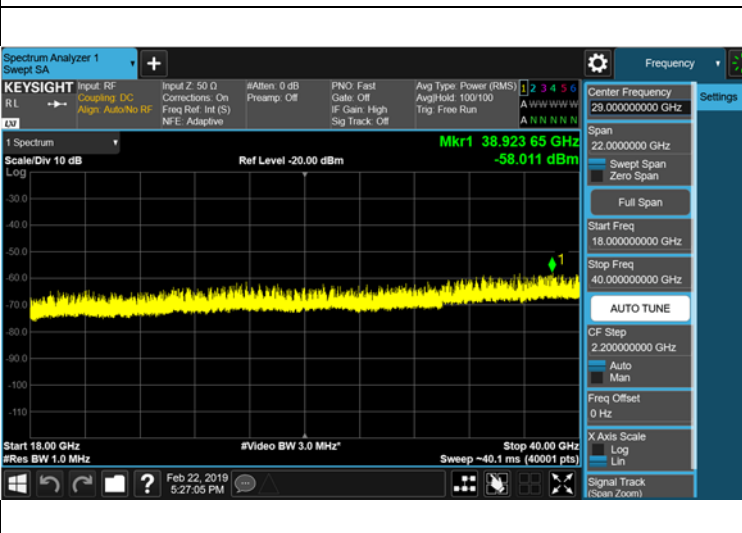 Spectrum Analyzer 1
Swept SA
Frequency
KEYSIGHT
RL
LXI
Input: RF
Coupling: DC
Align: Auto/No RF
Input Z: 50 Ω
Corrections: On
Freq Ref: Int (S)
NFE: Adaptive
#Atten: 0 dB
Preamp: Off
PNO: Fast
Gate: Off
IF Gain: High
Sig Track: Off
Avg Type: Power (RMS)
Avg|Hold: 100/100
Trig: Free Run
1 2 3 4 5 6
A W W W W W
A N N N N N
Center Frequency
29.000000000 GHz
Settings
1 Spectrum
Mkr1 38.923 65 GHz
Scale/Div 10 dB
Ref Level -20.00 dBm
-58.011 dBm
Log
-30.0
-40.0
-50.0
-60.0
-70.0
-80.0
-90.0
-100
-110
1
Start 18.00 GHz
#Video BW 3.0 MHz*
Stop 40.00 GHz
#Res BW 1.0 MHz
Sweep ~40.1 ms (40001 pts)
Span
22.0000000 GHz
Swept Span
Zero Span
Full Span
Start Freq
18.000000000 GHz
Stop Freq
40.000000000 GHz
AUTO TUNE
CF Step
2.200000000 GHz
Auto
Man
Freq Offset
0 Hz
X Axis Scale
Log
Lin
Signal Track
(Span Zoom)
?
Feb 22, 2019
5:27:05 PM